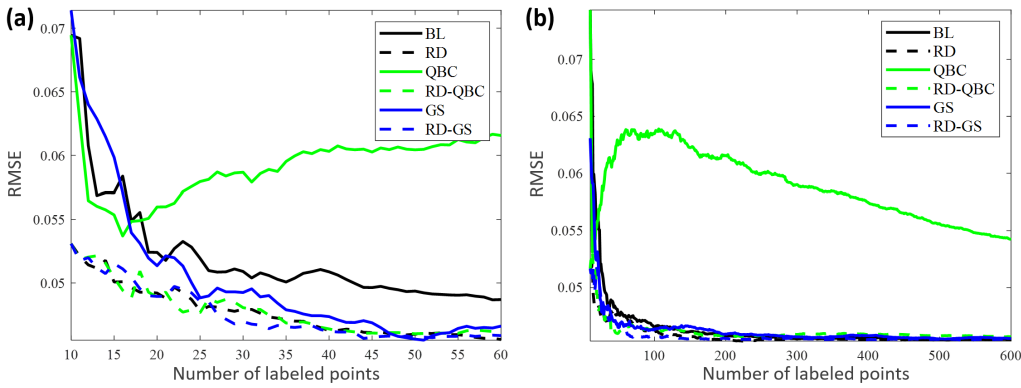 (a)
RMSE
0.07
0.065
0.06
0.055
0.05
10 15 20 25 30 35 40 45 50 55 60
Number of labeled points
BL
RD
QBC
RD-QBC
GS
RD-GS
(b)
RMSE
0.07
0.065
0.06
0.055
0.05
100 200 300 400 500 600
Number of labeled points
BL
RD
QBC
RD-QBC
GS
RD-GS